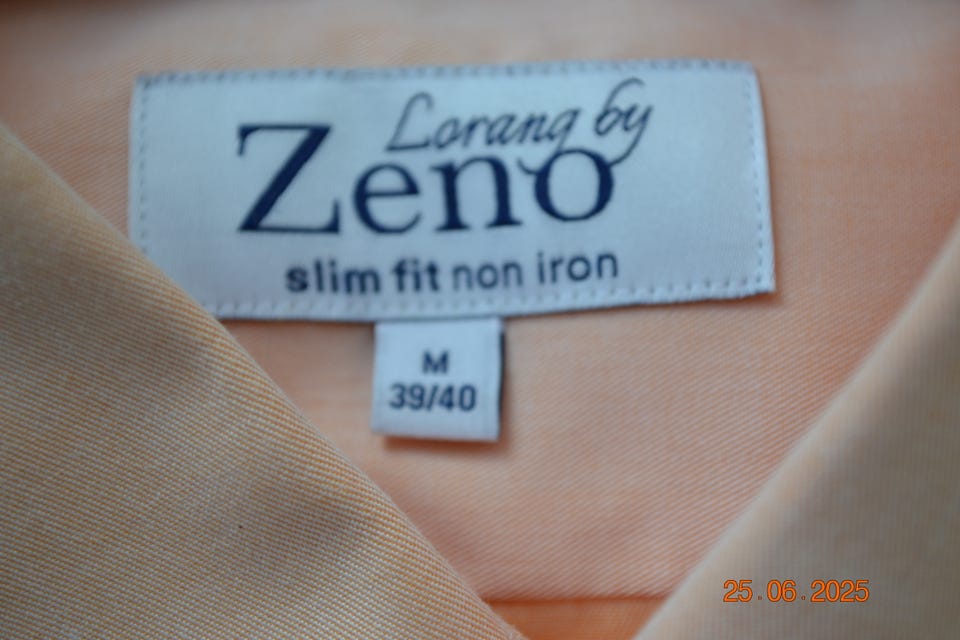 Lorang by
Zeno
slim fit non iron
M
39/40
25.06.2025